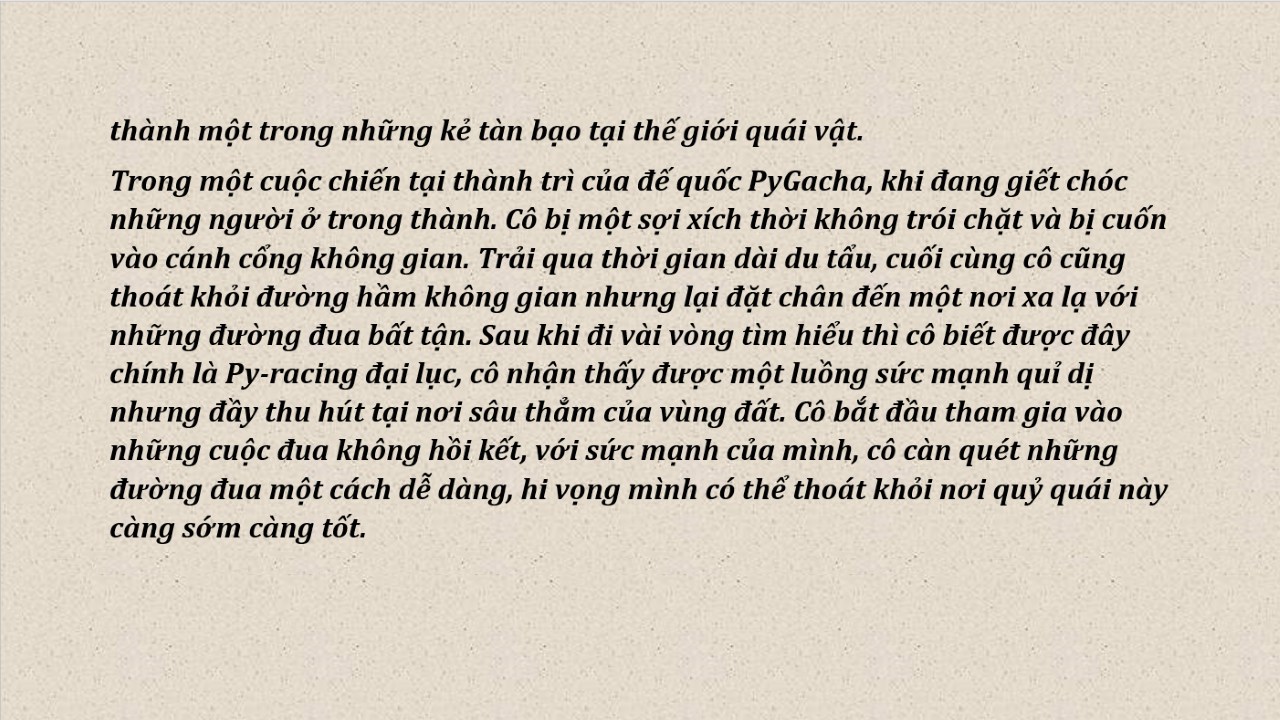 thành một trong những kẻ tàn bạo tại thế giới quái vật.
Trong một cuộc chiến tại thành trì của đế quốc PyGacha, khi đang giết chóc
những người ở trong thành. Cô bị một sợi xích thời không trói chặt và bị cuốn
vào cánh cổng không gian. Trải qua thời gian dài du tẩu, cuối cùng cô cũng
thoát khỏi đường hầm không gian nhưng lại đặt chân đến một nơi xa lạ với
những đường đua bất tận. Sau khi đi vài vòng tìm hiểu thì cô biết được đây
chính là Py-racing đại lục, cô nhận thấy được một luồng sức mạnh quỉ dị
nhưng đầy thu hút tại nơi sâu thẳm của vùng đất. Cô bắt đầu tham gia vào
những cuộc đua không hồi kết, với sức mạnh của mình, cô càn quét những
đường đua một cách dễ dàng, hi vọng mình có thể thoát khỏi nơi quỷ quái này
càng sớm càng tốt.